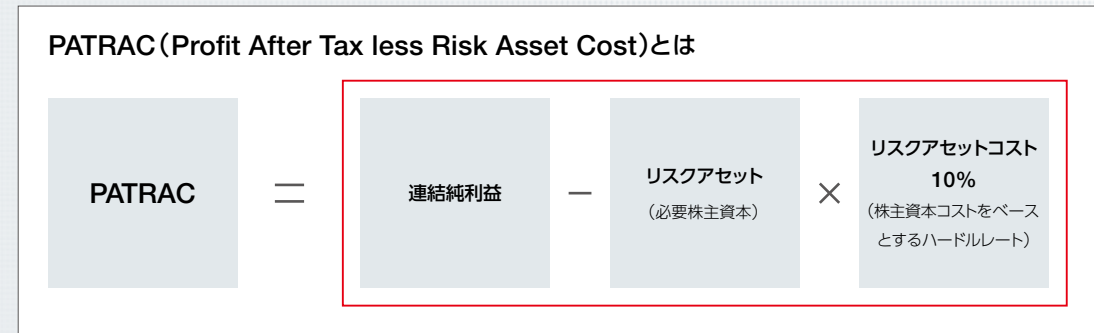 PATRAC(Profit After Tax less Risk Asset Cost)とは
PATRAC
=
連結純利益
－
リスクアセット
（必要株主資本）
×
リスクアセットコスト
10%
（株主資本コストをベース
とするハードルレート）